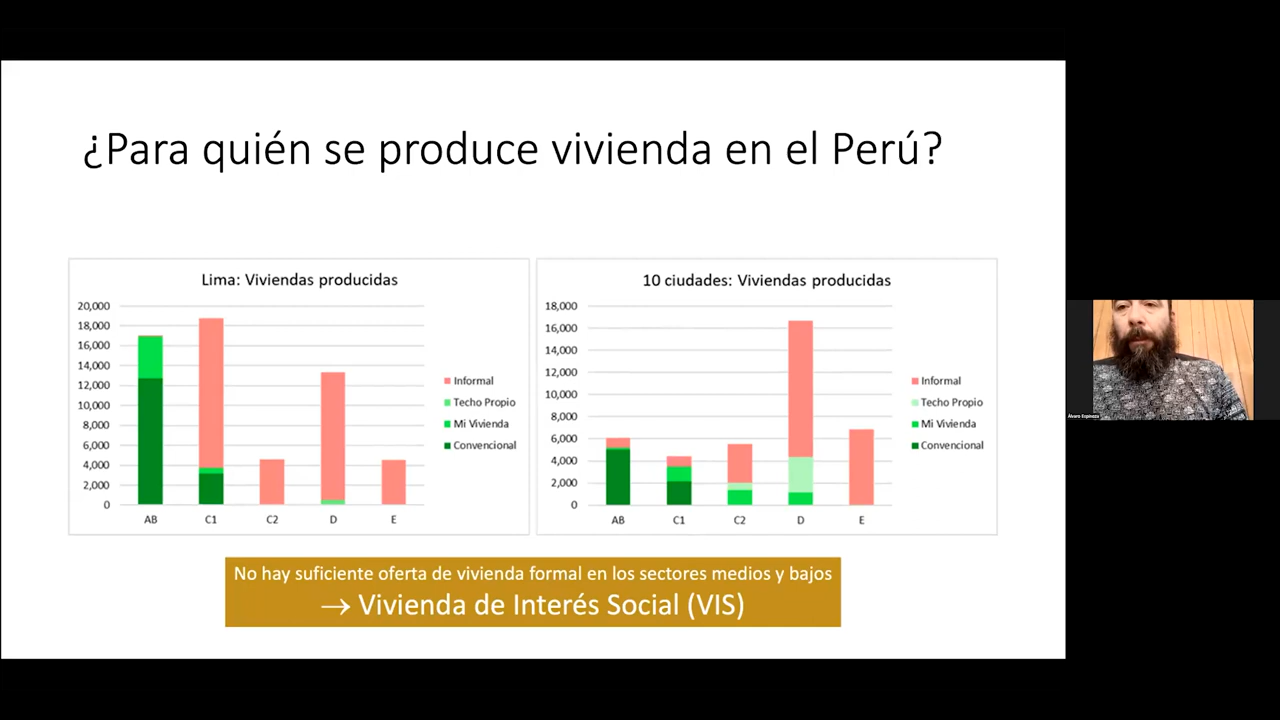 ¿Para quién se produce vivienda en el Perú?
Lima: Viviendas producidas
20,000
18,000
16,000
14,000
12,000
10,000
8,000
6,000
4,000
2,000
0
AB
C1
C2
D
E
Informal
Techo Propio
Mi Vivienda
Convencional
10 ciudades: Viviendas producidas
18,000
16,000
14,000
12,000
10,000
8,000
6,000
4,000
2,000
0
AB
C1
C2
D
E
Informal
Techo Propio
Mi Vivienda
Convencional
No hay suficiente oferta de vivienda formal en los sectores medios y bajos
→ Vivienda de Interés Social (VIS)
Álvaro Espinoza